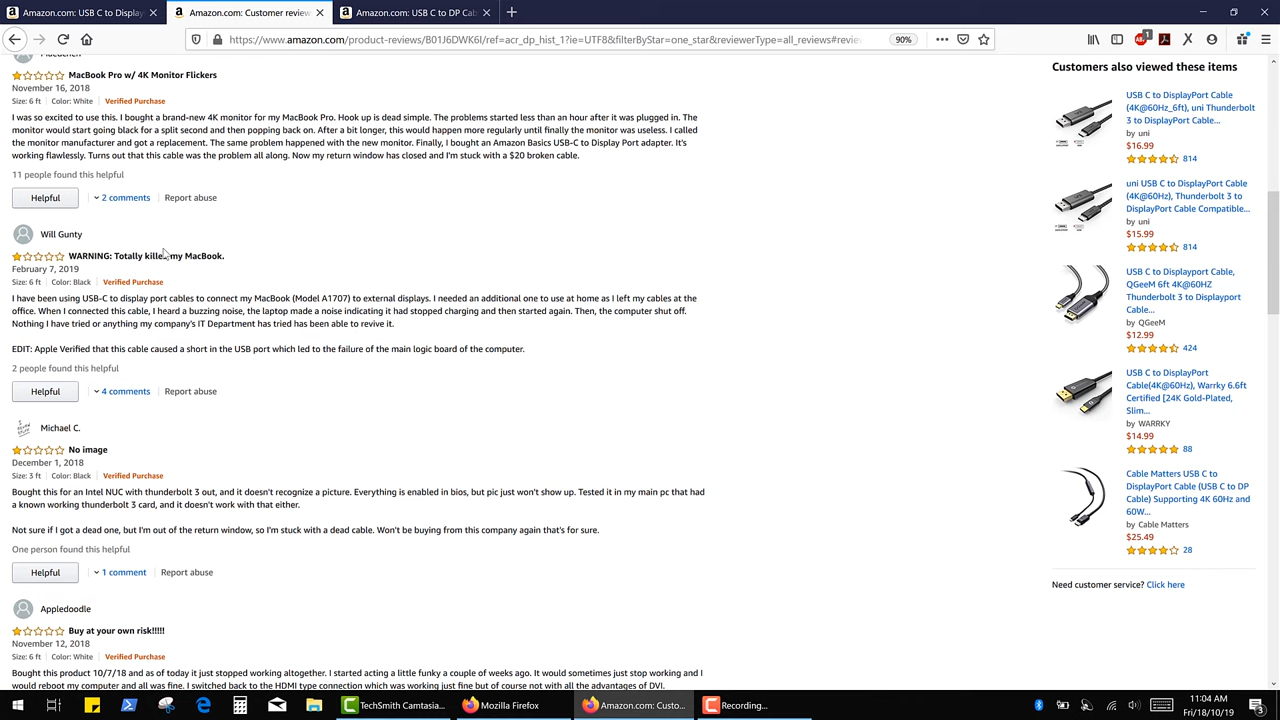 Amazon.com: USB C to Display
Amazon.com: Customer review
Amazon.com: USB C to DP Cab
https://www.amazon.com/product-reviews/B01J6DWK6I/ref=acr_dp_hist_1?ie=UTF8&filterByStar=one_star&reviewerType=all_reviews#revie
90%
MacBook Pro w/ 4K Monitor Flickers
November 16, 2018
Size: 6 ft | Color: White | Verified Purchase
I was so excited to use this. I bought a brand-new 4K monitor for my MacBook Pro. Hook up is dead simple. The problems started less than an hour after it was plugged in. The
monitor would start going black for a split second and then popping back on. After a bit longer, this would happen more regularly until finally the monitor was useless. I called
the monitor manufacturer and got a replacement. The same problem happened with the new monitor. Finally, I bought an Amazon Basics USB-C to Display Port adapter. It's
working flawlessly. Turns out that this cable was the problem all along. Now my return window has closed and I'm stuck with a $20 broken cable.
11 people found this helpful
Helpful
2 comments
Report abuse
Will Gunty
WARNING: Totally killed my MacBook.
February 7, 2019
Size: 6 ft | Color: Black | Verified Purchase
I have been using USB-C to display port cables to connect my MacBook (Model A1707) to external displays. I needed an additional one to use at home as I left my cables at the
office. When I connected this cable, I heard a buzzing noise, the laptop made a noise indicating it had stopped charging and then started again. Then, the computer shut off.
Nothing I have tried or anything my company's IT Department has tried has been able to revive it.
EDIT: Apple Verified that this cable caused a short in the USB port which led to the failure of the main logic board of the computer.
2 people found this helpful
Helpful
4 comments
Report abuse
Michael C.
No image
December 1, 2018
Size: 3 ft | Color: Black | Verified Purchase
Bought this for an Intel NUC with thunderbolt 3 out, and it doesn't recognize a picture. Everything is enabled in bios, but pic just won't show up. Tested it in my main pc that had
a known working thunderbolt 3 card, and it doesn't work with that either.
Not sure if I got a dead one, but I'm out of the return window, so I'm stuck with a dead cable. Won't be buying from this company again that's for sure.
One person found this helpful
Helpful
1 comment
Report abuse
Appledoodle
Buy at your own risk!!!!!
November 12, 2018
Size: 6 ft | Color: White | Verified Purchase
Bought this product 10/7/18 and as of today it just stopped working altogether. I started acting a little funky a couple of weeks ago. It would sometimes just stop working and I
would reboot my computer and all was fine. I switched back to the HDMI type connection which was working just fine but of course not with all the advantages of DVI.
Customers also viewed these items
USB C to DisplayPort Cable
(4K@60Hz_6ft), uni Thunderbolt
3 to DisplayPort Cable...
by uni
$16.99
814
uni USB C to DisplayPort Cable
(4K@60Hz), Thunderbolt 3 to
DisplayPort Cable Compatible...
by uni
$15.99
814
USB C to Displayport Cable,
QGeeM 6ft 4K@60HZ
Thunderbolt 3 to Displayport
Cable...
by QGeeM
$12.99
424
USB C to DisplayPort
Cable(4K@60Hz), Warrky 6.6ft
Certified [24K Gold-Plated,
Slim...
by WARRKY
$14.99
88
Cable Matters USB C to
DisplayPort Cable (USB C to DP
Cable) Supporting 4K 60Hz and
60W...
by Cable Matters
$25.49
28
Need customer service? Click here
TechSmith Camtasia...
Mozilla Firefox
Amazon.com: Custo...
Recording...
11:04 AM
Fri/18/10/19
3